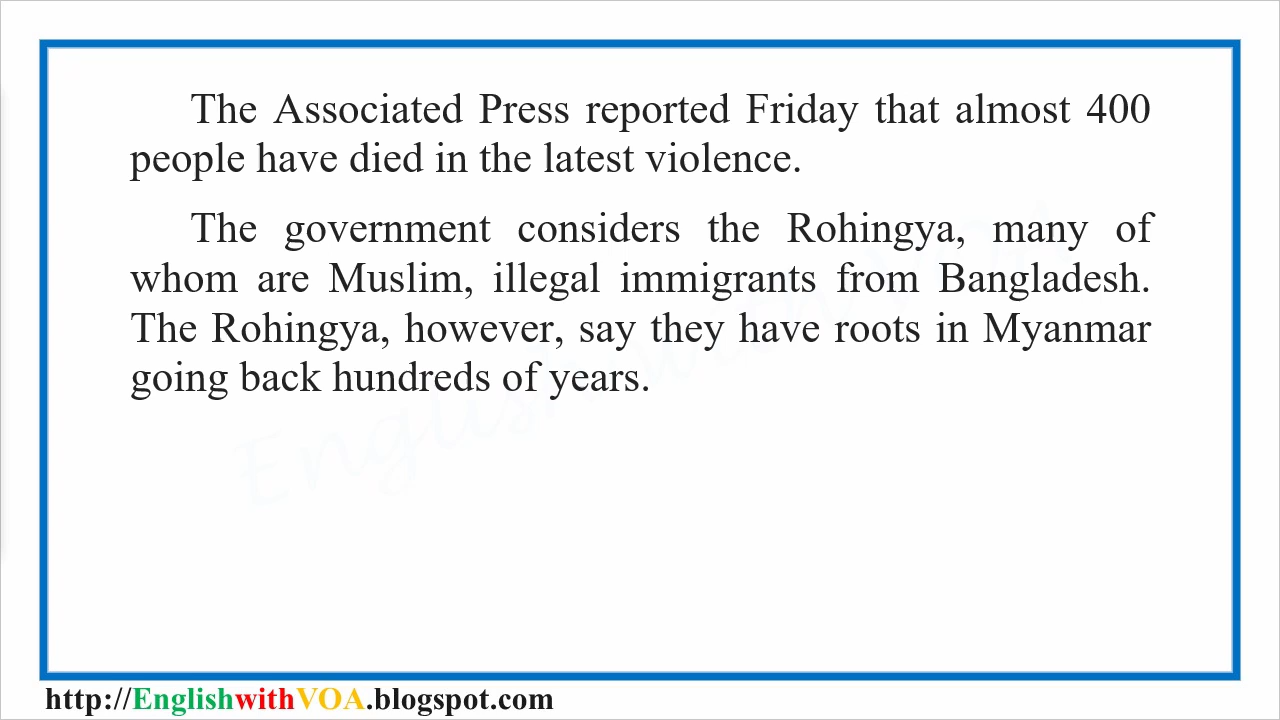 The Associated Press reported Friday that almost 400
people have died in the latest violence.
The government considers the Rohingya, many of
whom are Muslim, illegal immigrants from Bangladesh.
The Rohingya, however, say they have roots in Myanmar
going back hundreds of years.
http://EnglishwithVOA.blogspot.com